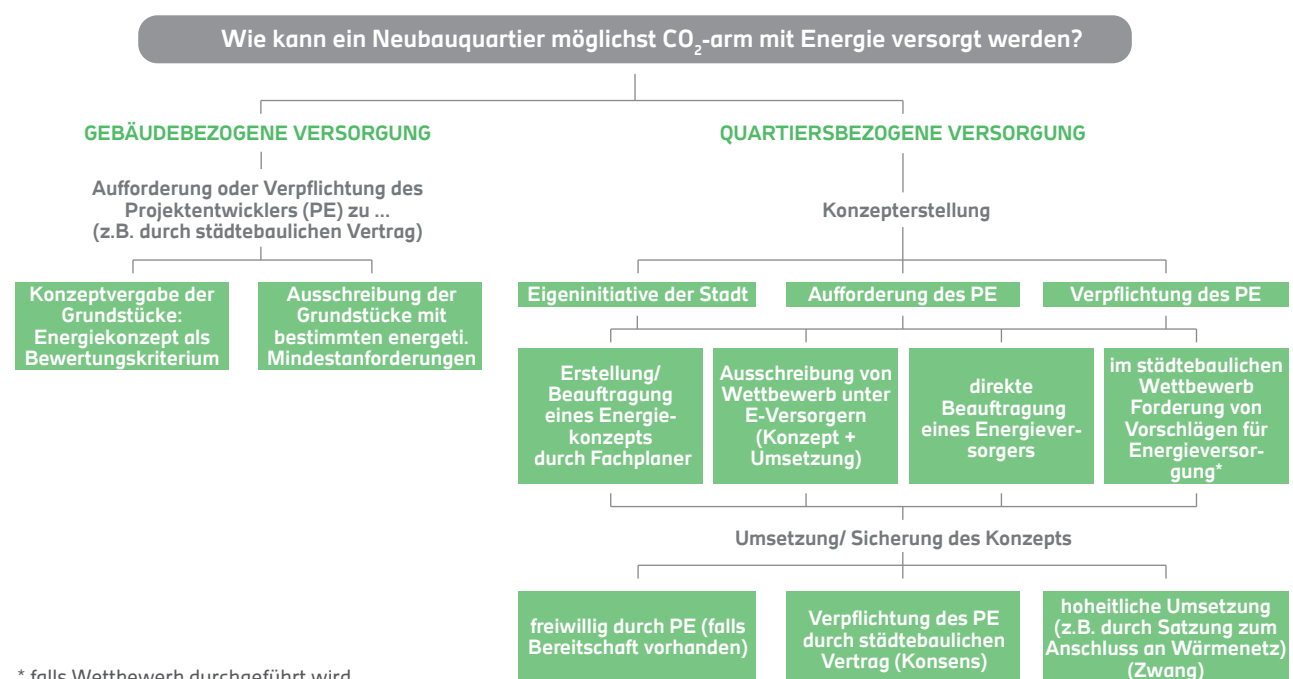 Wie kann ein Neubauquartier möglichst CO₂-arm mit Energie versorgt werden?
GEBÄUDEBEZOGENE VERSORGUNG
Aufforderung oder Verpflichtung des
Projektentwicklers (PE) zu ...
(z.B. durch städtebaulichen Vertrag)
Konzeptvergabe der
Grundstücke:
Energiekonzept als
Bewertungskriterium
Ausschreibung der
Grundstücke mit
bestimmten energeti.
Mindestanforderungen
QUARTIERSBEZOGENE VERSORGUNG
Konzepterstellung
Eigeninitiative der Stadt
Aufforderung des PE
Verpflichtung des PE
Erstellung/
Beauftragung
eines Energie-
konzepts
durch Fachplaner
Ausschreibung von
Wettbewerb unter
E-Versorgern
(Konzept +
Umsetzung)
direkte
Beauftragung
eines Energiever-
sorgers
im städtebaulichen
Wettbewerb
Forderung von
Vorschlägen für
Energieversor-
gung*
Umsetzung/ Sicherung des Konzepts
freiwillig durch PE (falls
Bereitschaft vorhanden)
Verpflichtung des PE
durch städtebaulichen
Vertrag (Konsens)
hoheitliche Umsetzung
(z.B. durch Satzung zum
Anschluss an Wärmenetz)
(Zwang)
* falls Wettbewerb durchgeführt wird